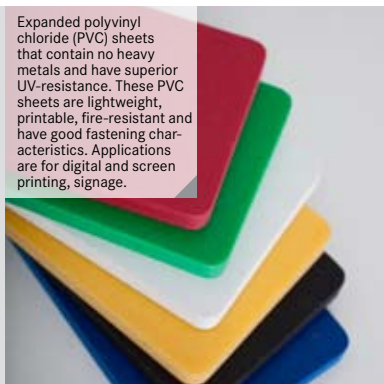 Expanded polyvinyl
chloride (PVC) sheets
that contain no heavy
metals and have superior
UV-resistance. These PVC
sheets are lightweight,
printable, fire-resistant and
have good fastening char-
acteristics. Applications
are for digital and screen
printing, signage.